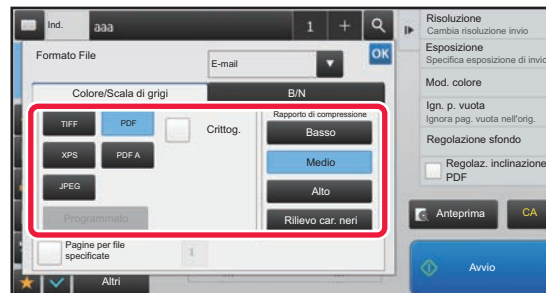 Ind.
aaa
1
+
Formato File
E-mail
▼
OK
Colore/Scala di grigi
B/N
TIFF
PDF
Crittog.
XPS
PDF A
JPEG
Programmato
Rapporto di compressione
Basso
Medio
Alto
Rilievo car. neri
Pagine per file
specificate
1
Altri
Risoluzione
Cambia risoluzione invio
Esposizione
Specifica esposizione di invio
Mod. colore
Ign. p. vuota
Ignora pag. vuota nell'orig.
Regolazione sfondo
Regolaz. inclinazione
PDF
Anteprima
CA
Avvio